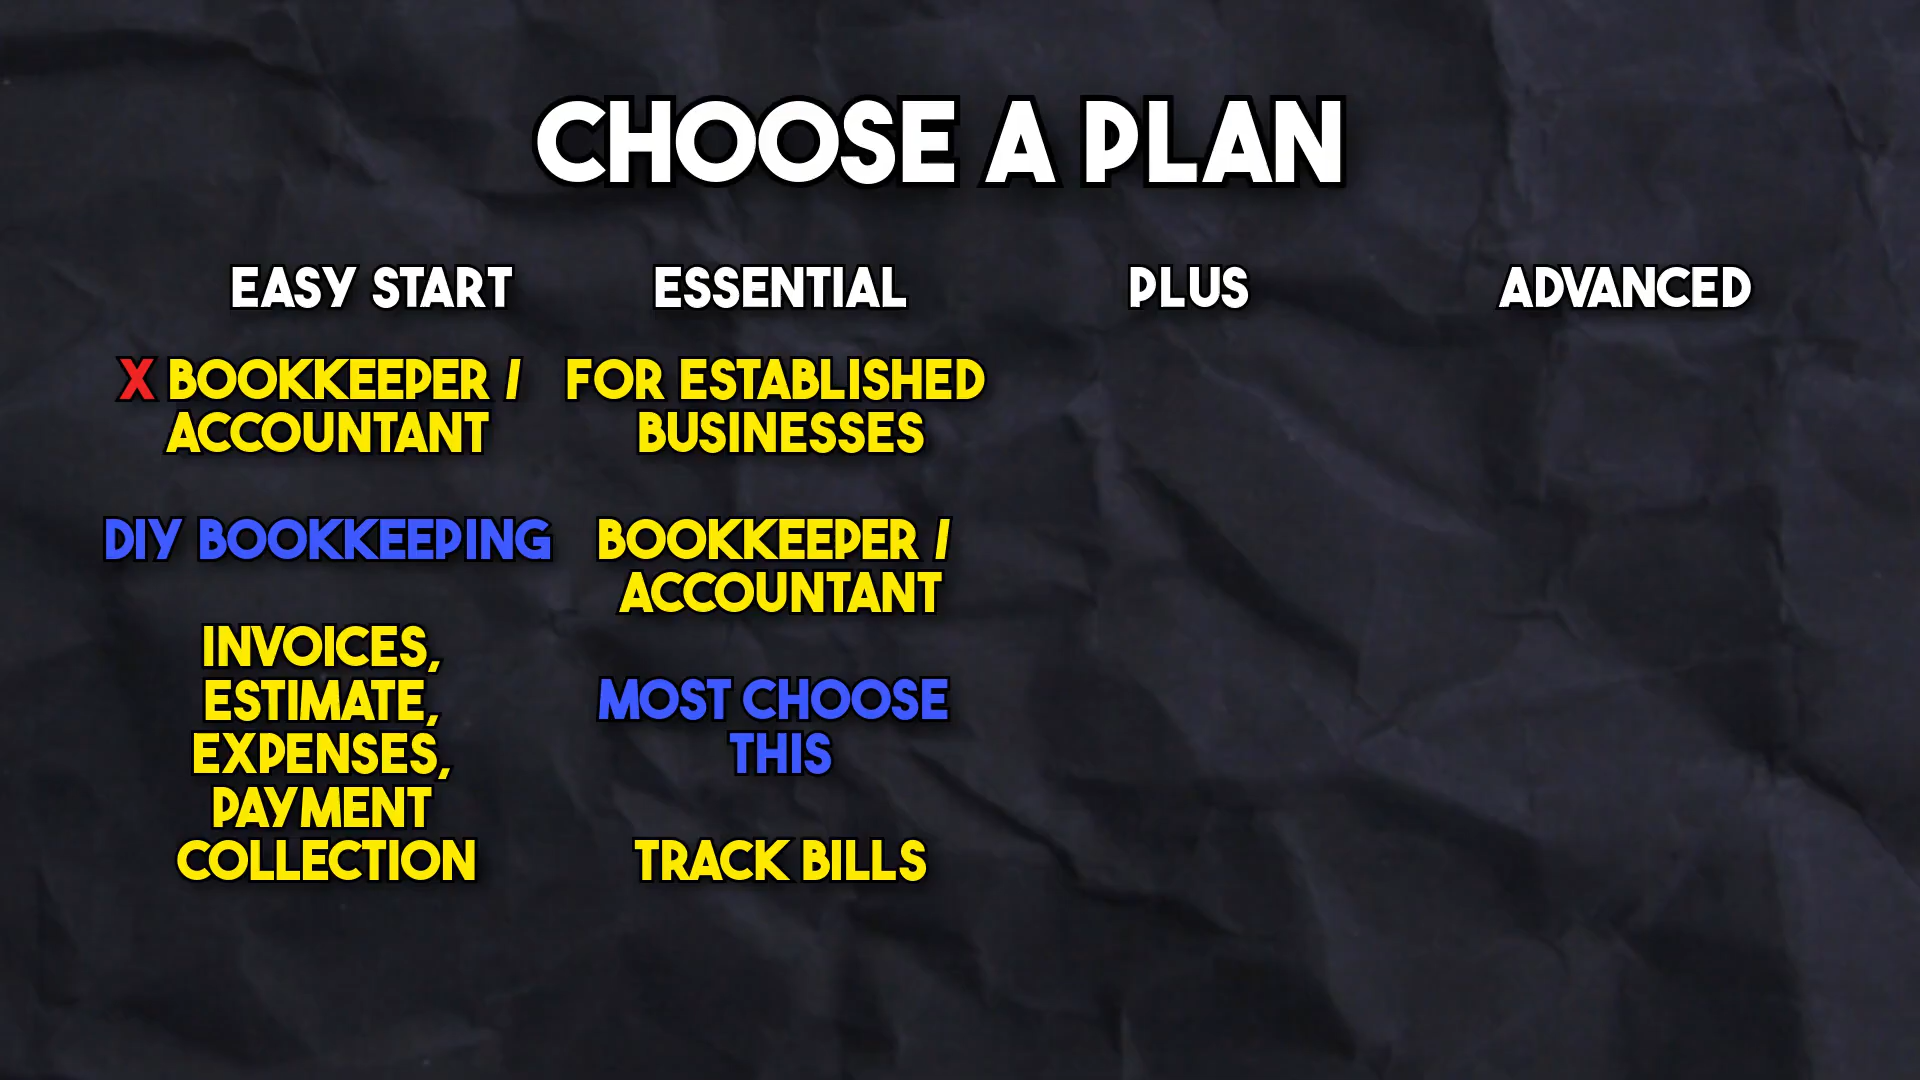 CHOOSE A PLAN
EASY START
X BOOKKEEPER /
ACCOUNTANT
DIY BOOKKEEPING
INVOICES,
ESTIMATE,
EXPENSES,
PAYMENT
COLLECTION
ESSENTIAL
FOR ESTABLISHED
BUSINESSES
BOOKKEEPER /
ACCOUNTANT
MOST CHOOSE
THIS
TRACK BILLS
PLUS
ADVANCED